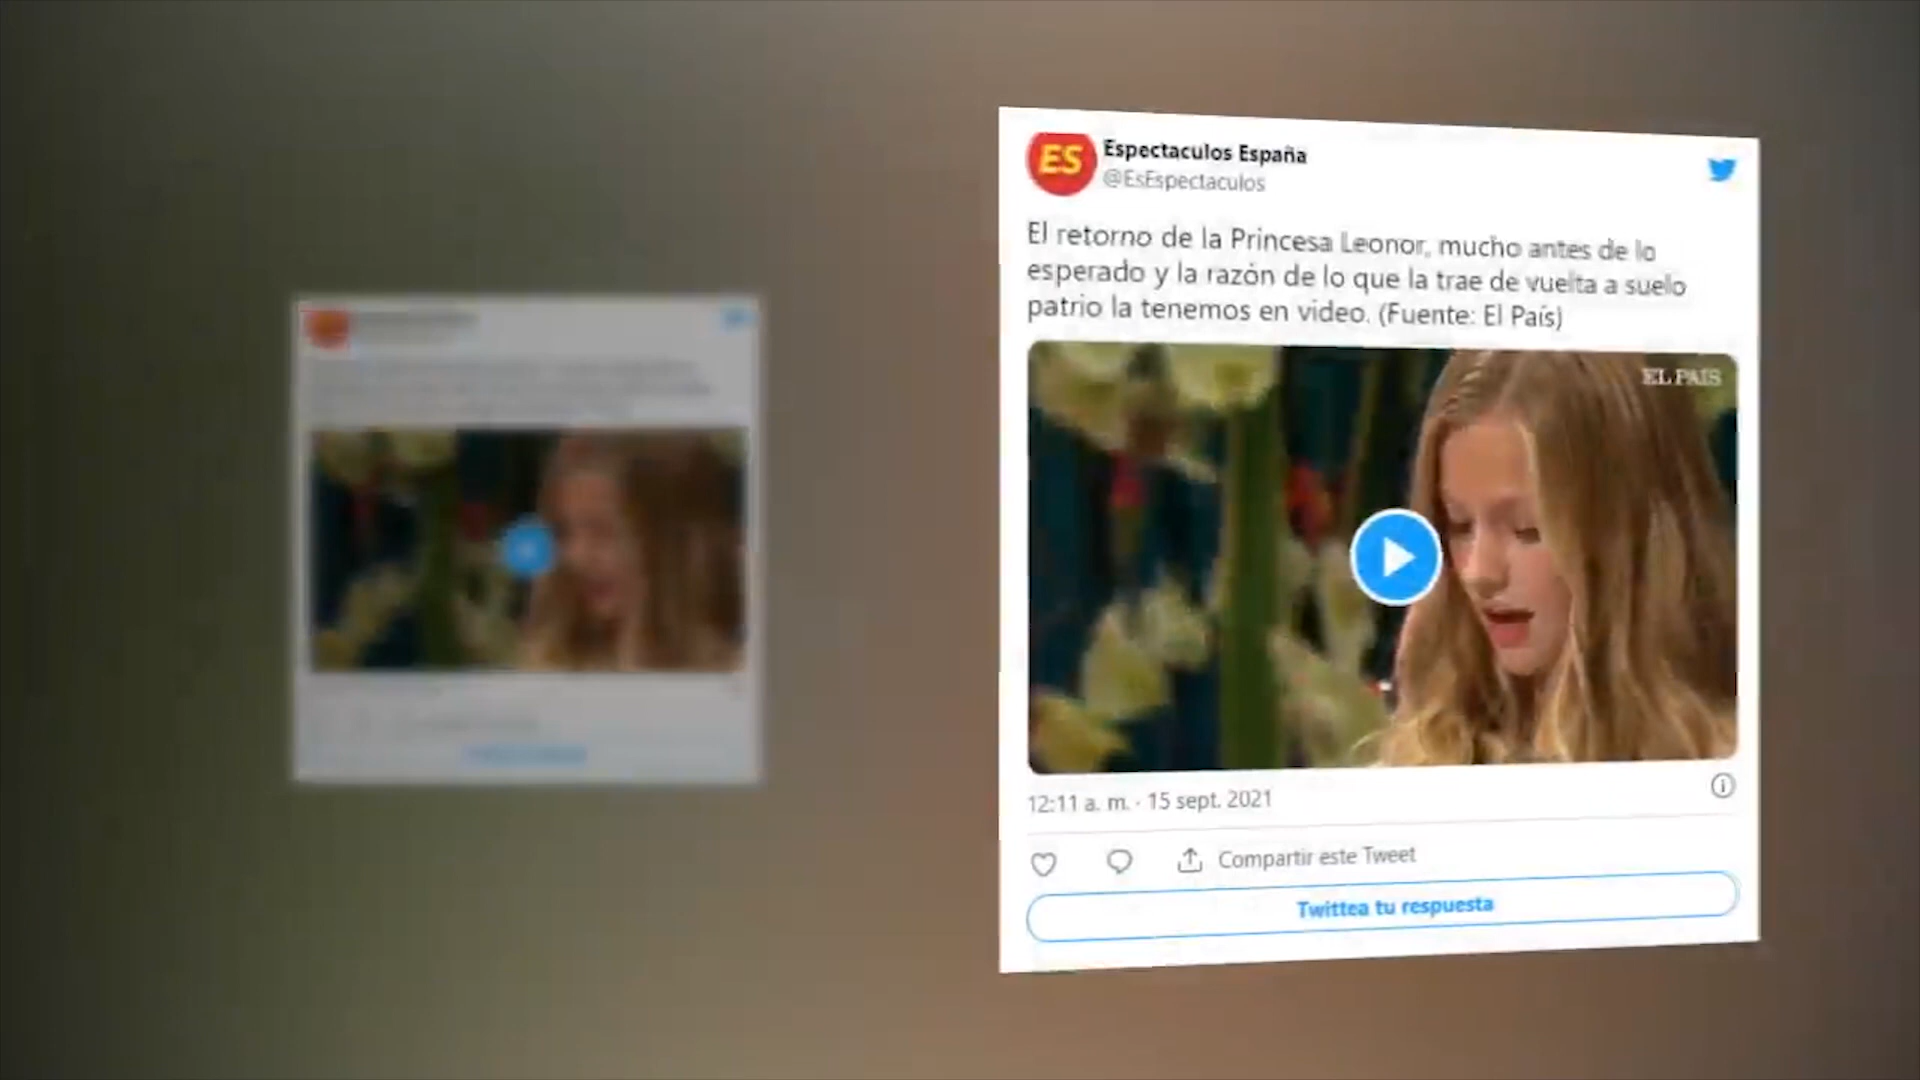 ES
Espectaculos España
@EsEspectaculos
El retorno de la Princesa Leonor, mucho antes de lo
esperado y la razón de lo que la trae de vuelta a suelo
patrio la tenemos en video. (Fuente: El País)
EL PAIS
12:11 a. m. · 15 sept. 2021
Compartir este Tweet
Twittea tu respuesta